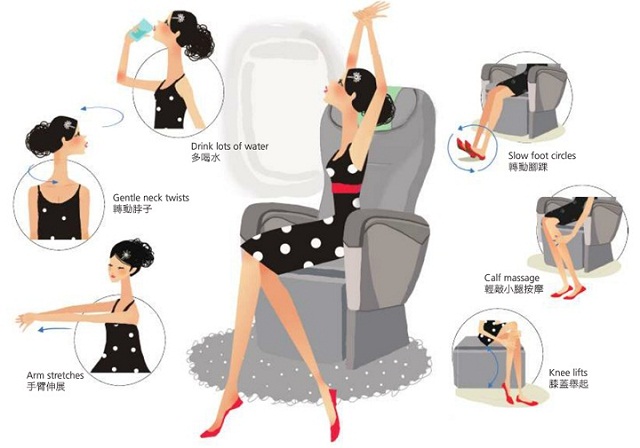 Drink lots of water
多喝水
Gentle neck twists
轉動脖子
Arm stretches
手臂伸展
Slow foot circles
轉動腳踝
Calf massage
輕敲小腿按摩
Knee lifts
膝蓋舉起